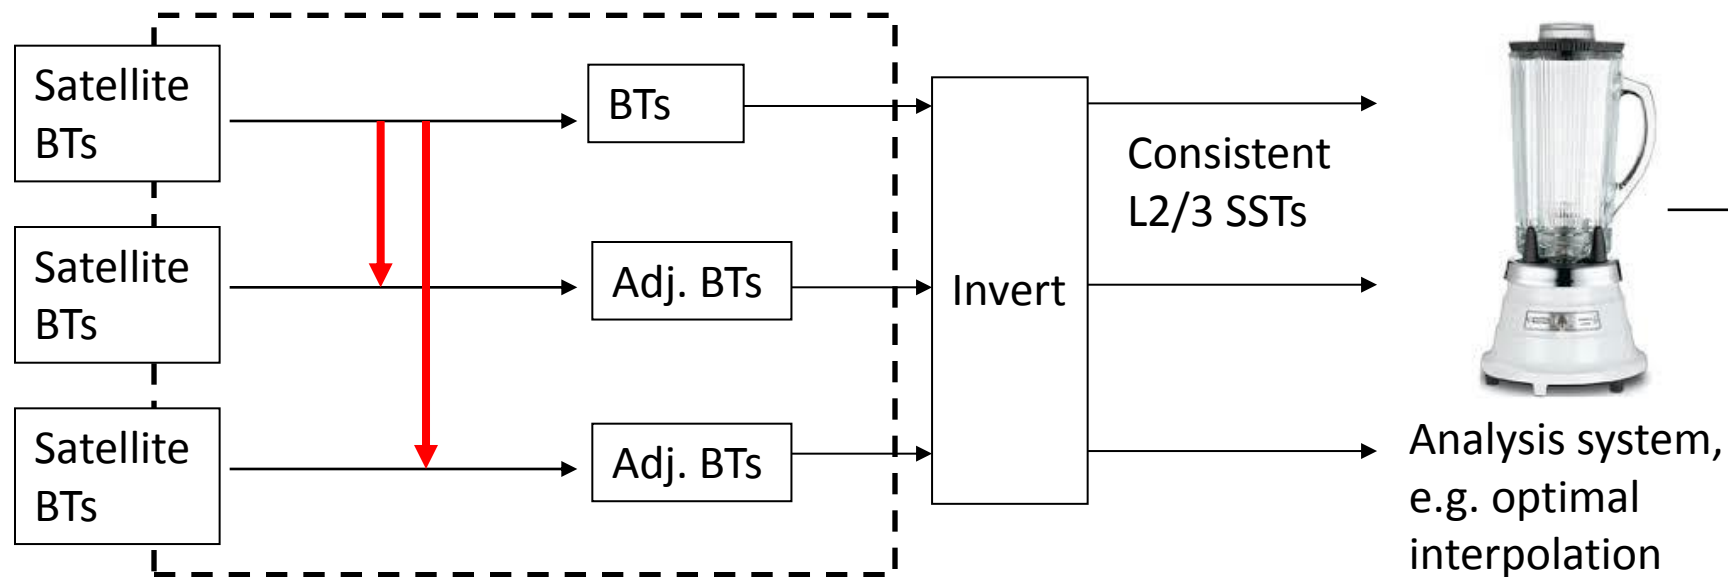 Satellite
BTs
BTs
Satellite
BTs
Adj. BTs
Satellite
BTs
Adj. BTs
Invert
Consistent
L2/3 SSTs
Analysis system,
e.g. optimal
interpolation